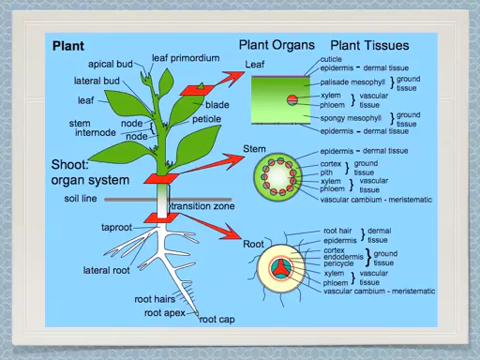 Plant
apical bud
leaf primordium
lateral bud
leaf
blade
petiole
stem
node
internode
node
Shoot:
organ system
soil line
transition zone
taproot
lateral root
root hairs
root apex
root cap
Plant Organs
Plant Tissues
Leaf
cuticle
epidermis - dermal tissue
palisade mesophyll } ground tissue
xylem
phloem } vascular tissue
spongy mesophyll } ground tissue
epidermis - dermal tissue
Stem
epidermis - dermal tissue
cortex
pith } ground tissue
xylem
phloem } vascular tissue
vascular cambium - meristematic
Root
root hair
epidermis } dermal tissue
cortex
endodermis
pericycle } ground tissue
xylem
phloem } vascular tissue
vascular cambium - meristematic